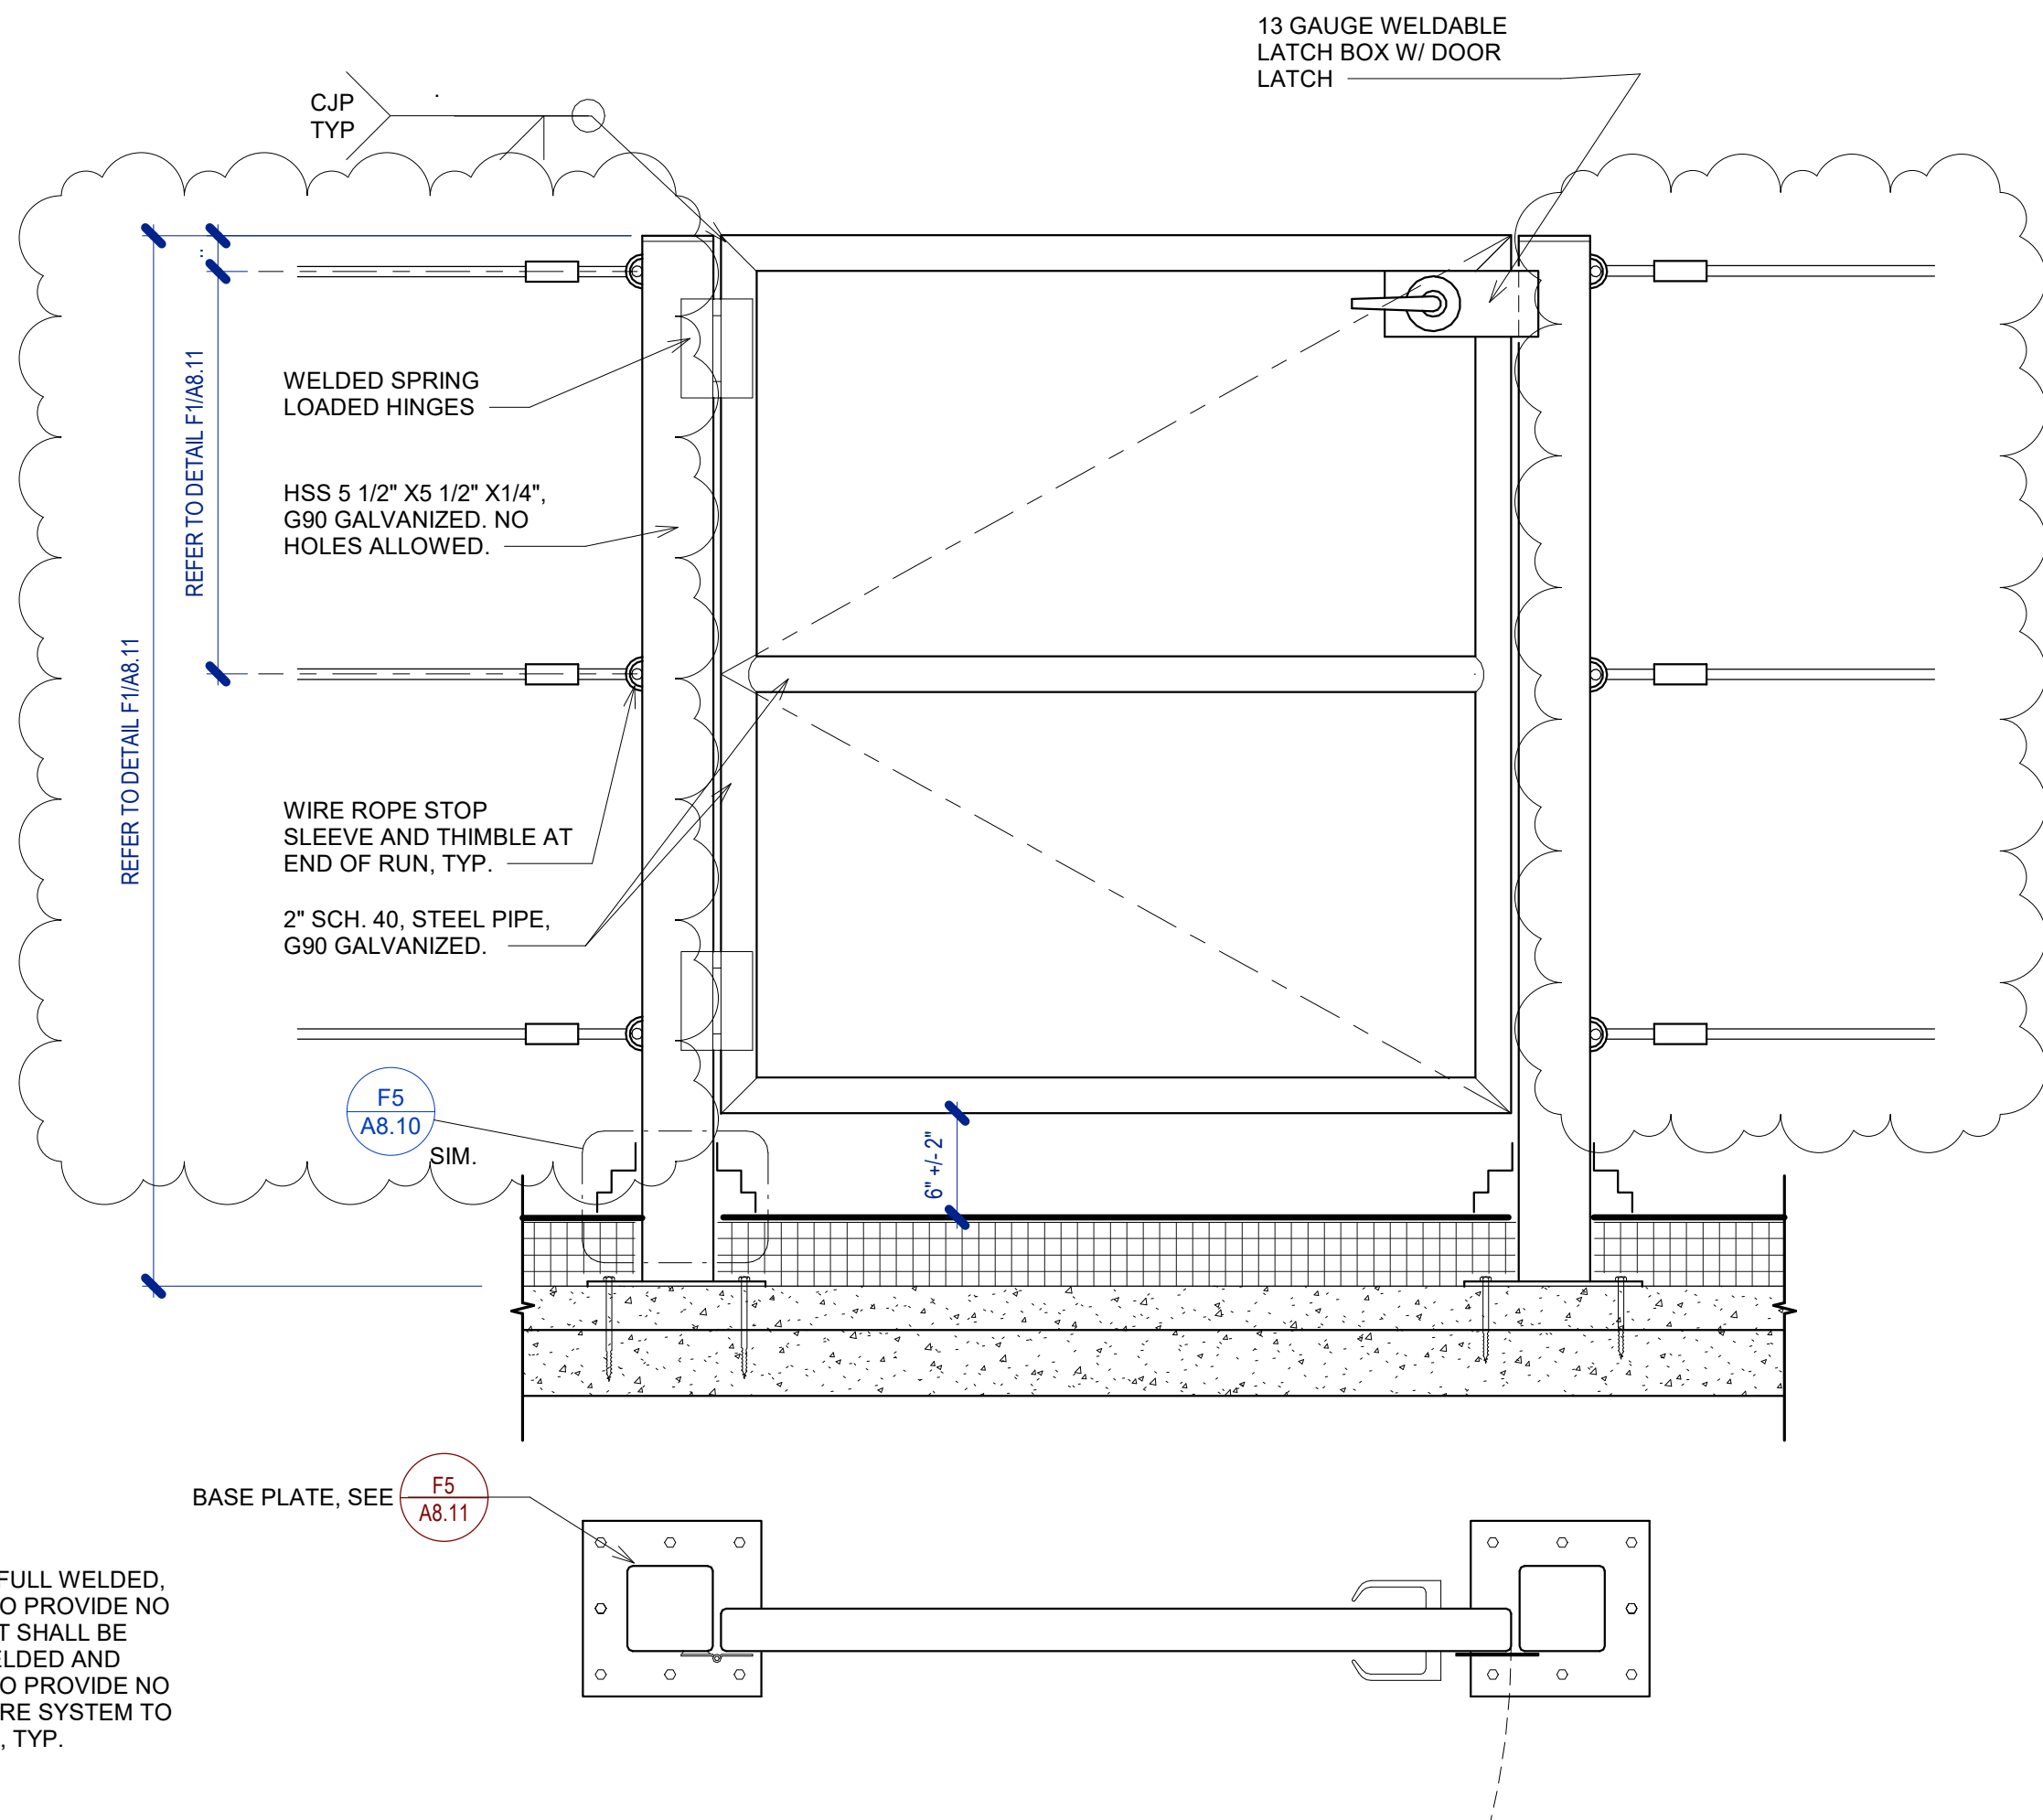 13 GAUGE WELDABLE
LATCH BOX W/ DOOR
LATCH
CJP
TYP
REFER TO DETAIL F1/A8.11
REFER TO DETAIL F1/A8.11
WELDED SPRING
LOADED HINGES
HSS 5 1/2" X5 1/2" X1/4",
G90 GALVANIZED. NO
HOLES ALLOWED.
WIRE ROPE STOP
SLEEVE AND THIMBLE AT
END OF RUN, TYP.
2" SCH. 40, STEEL PIPE,
G90 GALVANIZED.
F5
A8.10
SIM.
6" +/- 2"
BASE PLATE, SEE
F5
A8.11
FULL WELDED,
O PROVIDE NO
T SHALL BE
ELDED AND
O PROVIDE NO
RE SYSTEM TO
, TYP.